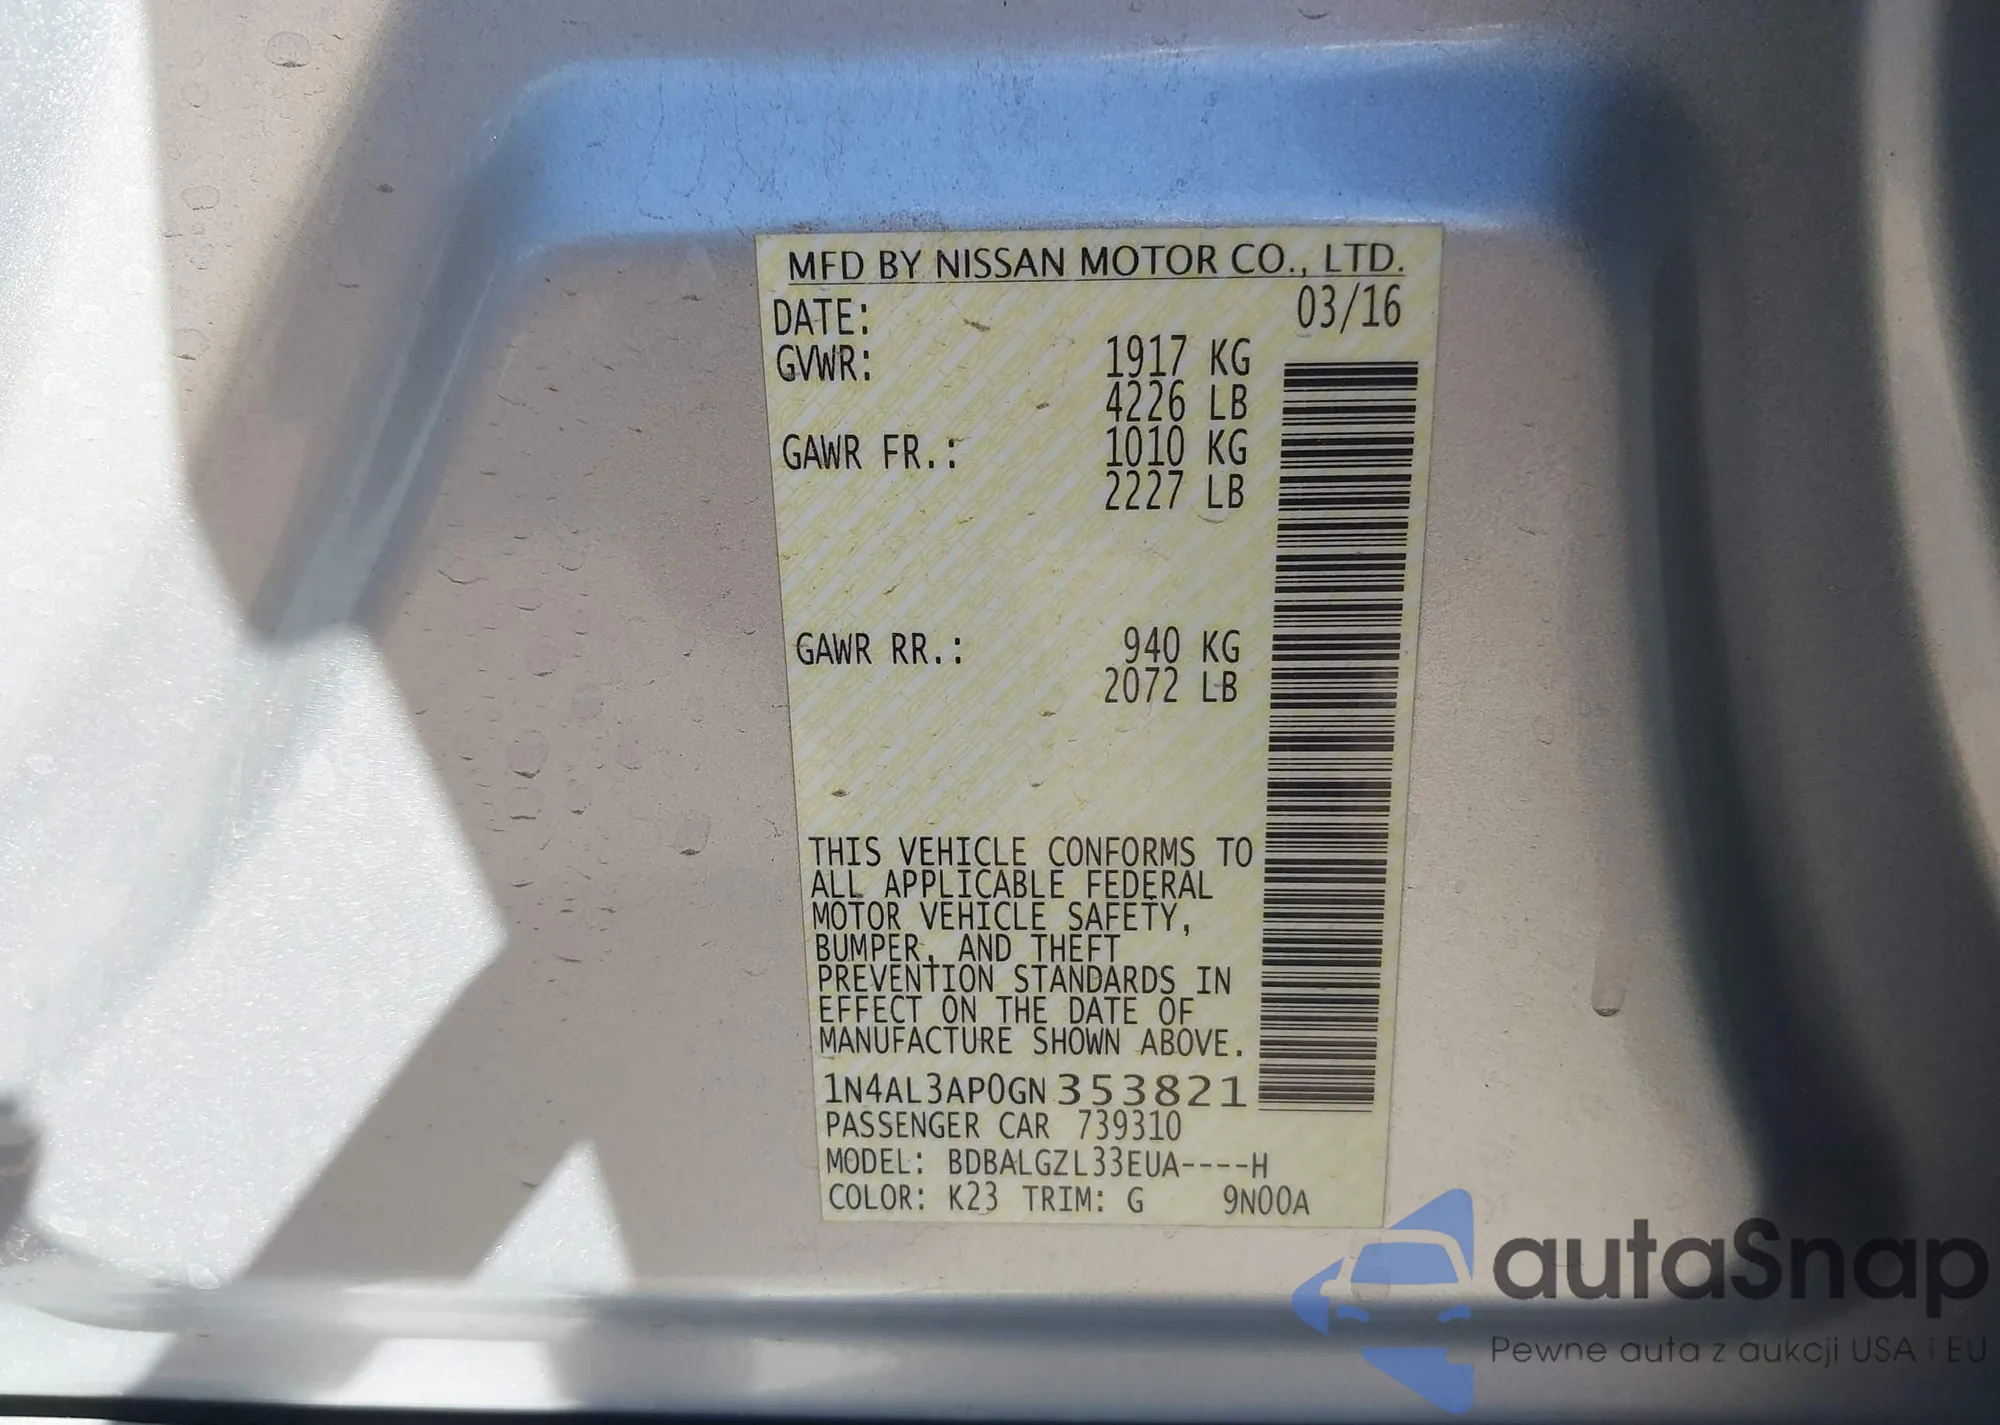 MFD BY NISSAN MOTOR CO., LTD.
DATE: 03/16
GVWR: 1917 KG
4226 LB
GAWR FR.: 1010 KG
2227 LB
GAWR RR.: 940 KG
2072 LB
THIS VEHICLE CONFORMS TO
ALL APPLICABLE FEDERAL
MOTOR VEHICLE SAFETY,
BUMPER, AND THEFT
PREVENTION STANDARDS IN
EFFECT ON THE DATE OF
MANUFACTURE SHOWN ABOVE.
1N4AL3AP0GN353821
PASSENGER CAR 739310
MODEL: BDBALGZL33EUA----H
COLOR: K23 TRIM: G 9N00A
autaSnap
Pewne auta z aukcji USA i EU